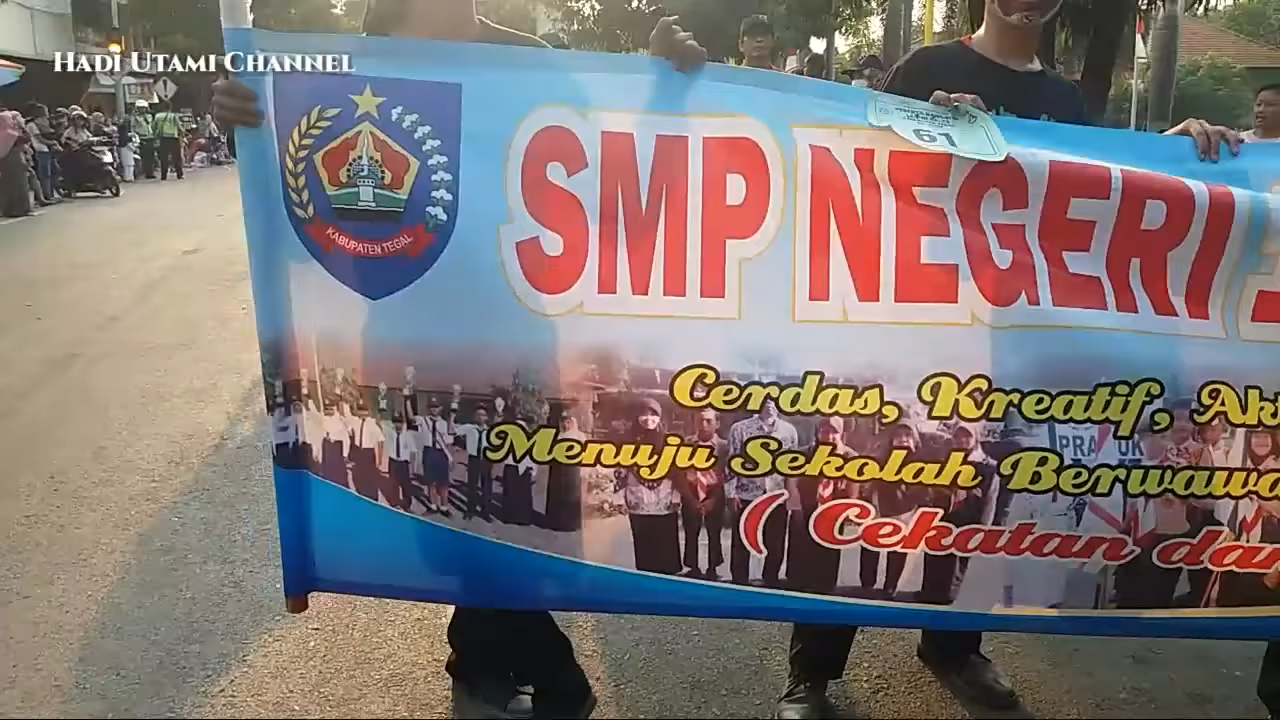 HADI UTAMI CHANNEL
KABUPATEN TEGAL
61
SMP NEGERI
Cerdas, Kreatif,
Menuju Sekolah
( Cekatan